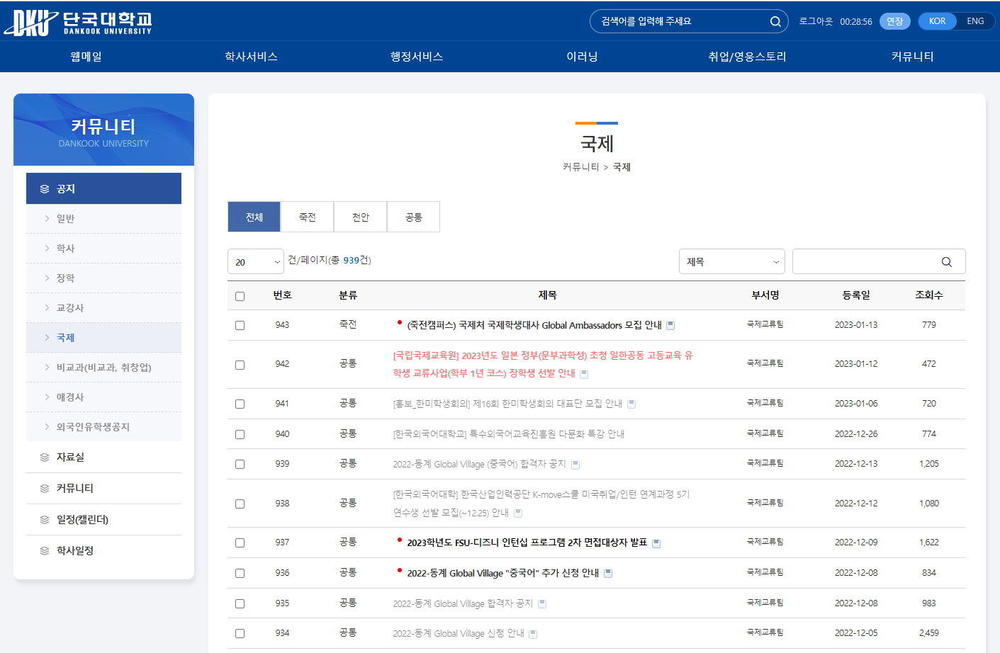 DKU 단국대학교
DANKOOK UNIVERSITY
검색어를 입력해 주세요
로그아웃 00:28:56 연장 KOR ENG
웹메일 학사서비스 행정서비스 이러닝 취업/영웅스토리 커뮤니티
커뮤니티
DANKOOK UNIVERSITY
공지
일반
학사
장학
교강사
국제
비교과(비교과, 취창업)
애경사
외국인유학생공지
자료실
커뮤니티
일정(캘린더)
학사일정
국제
커뮤니티 > 국제
전체 죽전 천안 공통
20 건/페이지(총 939건) 제목
번호 분류 제목 부서명 등록일 조회수
943 죽전 (죽전캠퍼스) 국제처 국제학생대사 Global Ambassadors 모집 안내 국제교류팀 2023-01-13 779
942 공통 [국립국제교육원] 2023년도 일본 정부(문부과학성) 초청 일한공동 고등교육 유 국제교류팀 2023-01-12 472
학생 교류사업(학부 1년 코스) 장학생 선발 안내
941 공통 [홍보_한미학생회의] 제16회 한미학생회의 대표단 모집 안내 국제교류팀 2023-01-06 720
940 공통 [한국외국어대학교] 특수외국어교육진흥원 다문화 특강 안내 국제교류팀 2022-12-26 774
939 공통 2022-동계 Global Village (중국어) 합격자 공지 국제교류팀 2022-12-13 1,205
938 공통 [한국외국어대학] 한국산업인력공단 K-move스쿨 미국취업/인턴 연계과정 5기 국제교류팀 2022-12-12 1,080
연수생 선발 모집(~12.25) 안내
937 공통 2023학년도 FSU-디즈니 인턴십 프로그램 2차 면접대상자 발표 국제교류팀 2022-12-09 1,622
936 공통 2022-동계 Global Village "중국어" 추가 신청 안내 국제교류팀 2022-12-08 834
935 공통 2022-동계 Global Village 합격자 공지 국제교류팀 2022-12-08 983
934 공통 2022-동계 Global Village 신청 안내 국제교류팀 2022-12-05 2,459